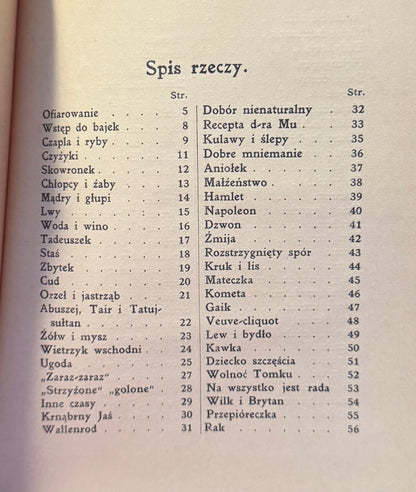 Spis rzeczy.
Str.
Ofiarowanie . . . . 5
Wstęp do bajek . . . . 8
Czapla i ryby . . . . 9
Czyżyki . . . . 11
Skowronek . . . . 12
Chłopcy i żaby . . . . 13
Mądry i głupi . . . . 14
Lwy . . . . : 15
Woda i wino . . . . 16
Tadeuszek . . . . 17
Staś . . . . 18
Zbytek . . . . 19
Cud . . . . 20
Orzeł i jastrząb . . . . 21
Abuszej, Tair i Tatuj-
sułtan . . . . 22
Żółw i mysz . . . . 23
Wietrzyk wschodni . . . . 24
Ugoda . . . . 25
„Zaraz-zaraz" . . . . 27
„Strzyżone" „golone" . . 28
Inne czasy . . . . 29
Krnąbrny Jaś . . . . 30
Wallenrod . . . . 31
Str.
Dobór nienaturalny . 32
Recepta d-ra Mu . . 33
Kulawy i ślepy . . . 35
Dobre mniemanie . . 36
Aniołek . . . . 37
Małżeństwo . . . . 38
Hamlet . . . . 39
Napoleon . . . . 40
Dzwon . . . . 41
Żmija . . . . 42
Rozstrzygnięty spór . 43
Kruk i lis . . . . 44
Mateczka . . . . 45
Kometa . . . . 46
Gaik . . . . 47
Veuve-cliquot . . . . 48
Lew i bydło . . . . 49
Kawka . . . . 50
Dziecko szczęścia . . 51
Wolnoć Tomku . . . 52
Na wszystko jest rada 53
Wilk i Brytan . . . . 54
Przepióreczka . . . . 55
Rak . . . . 56